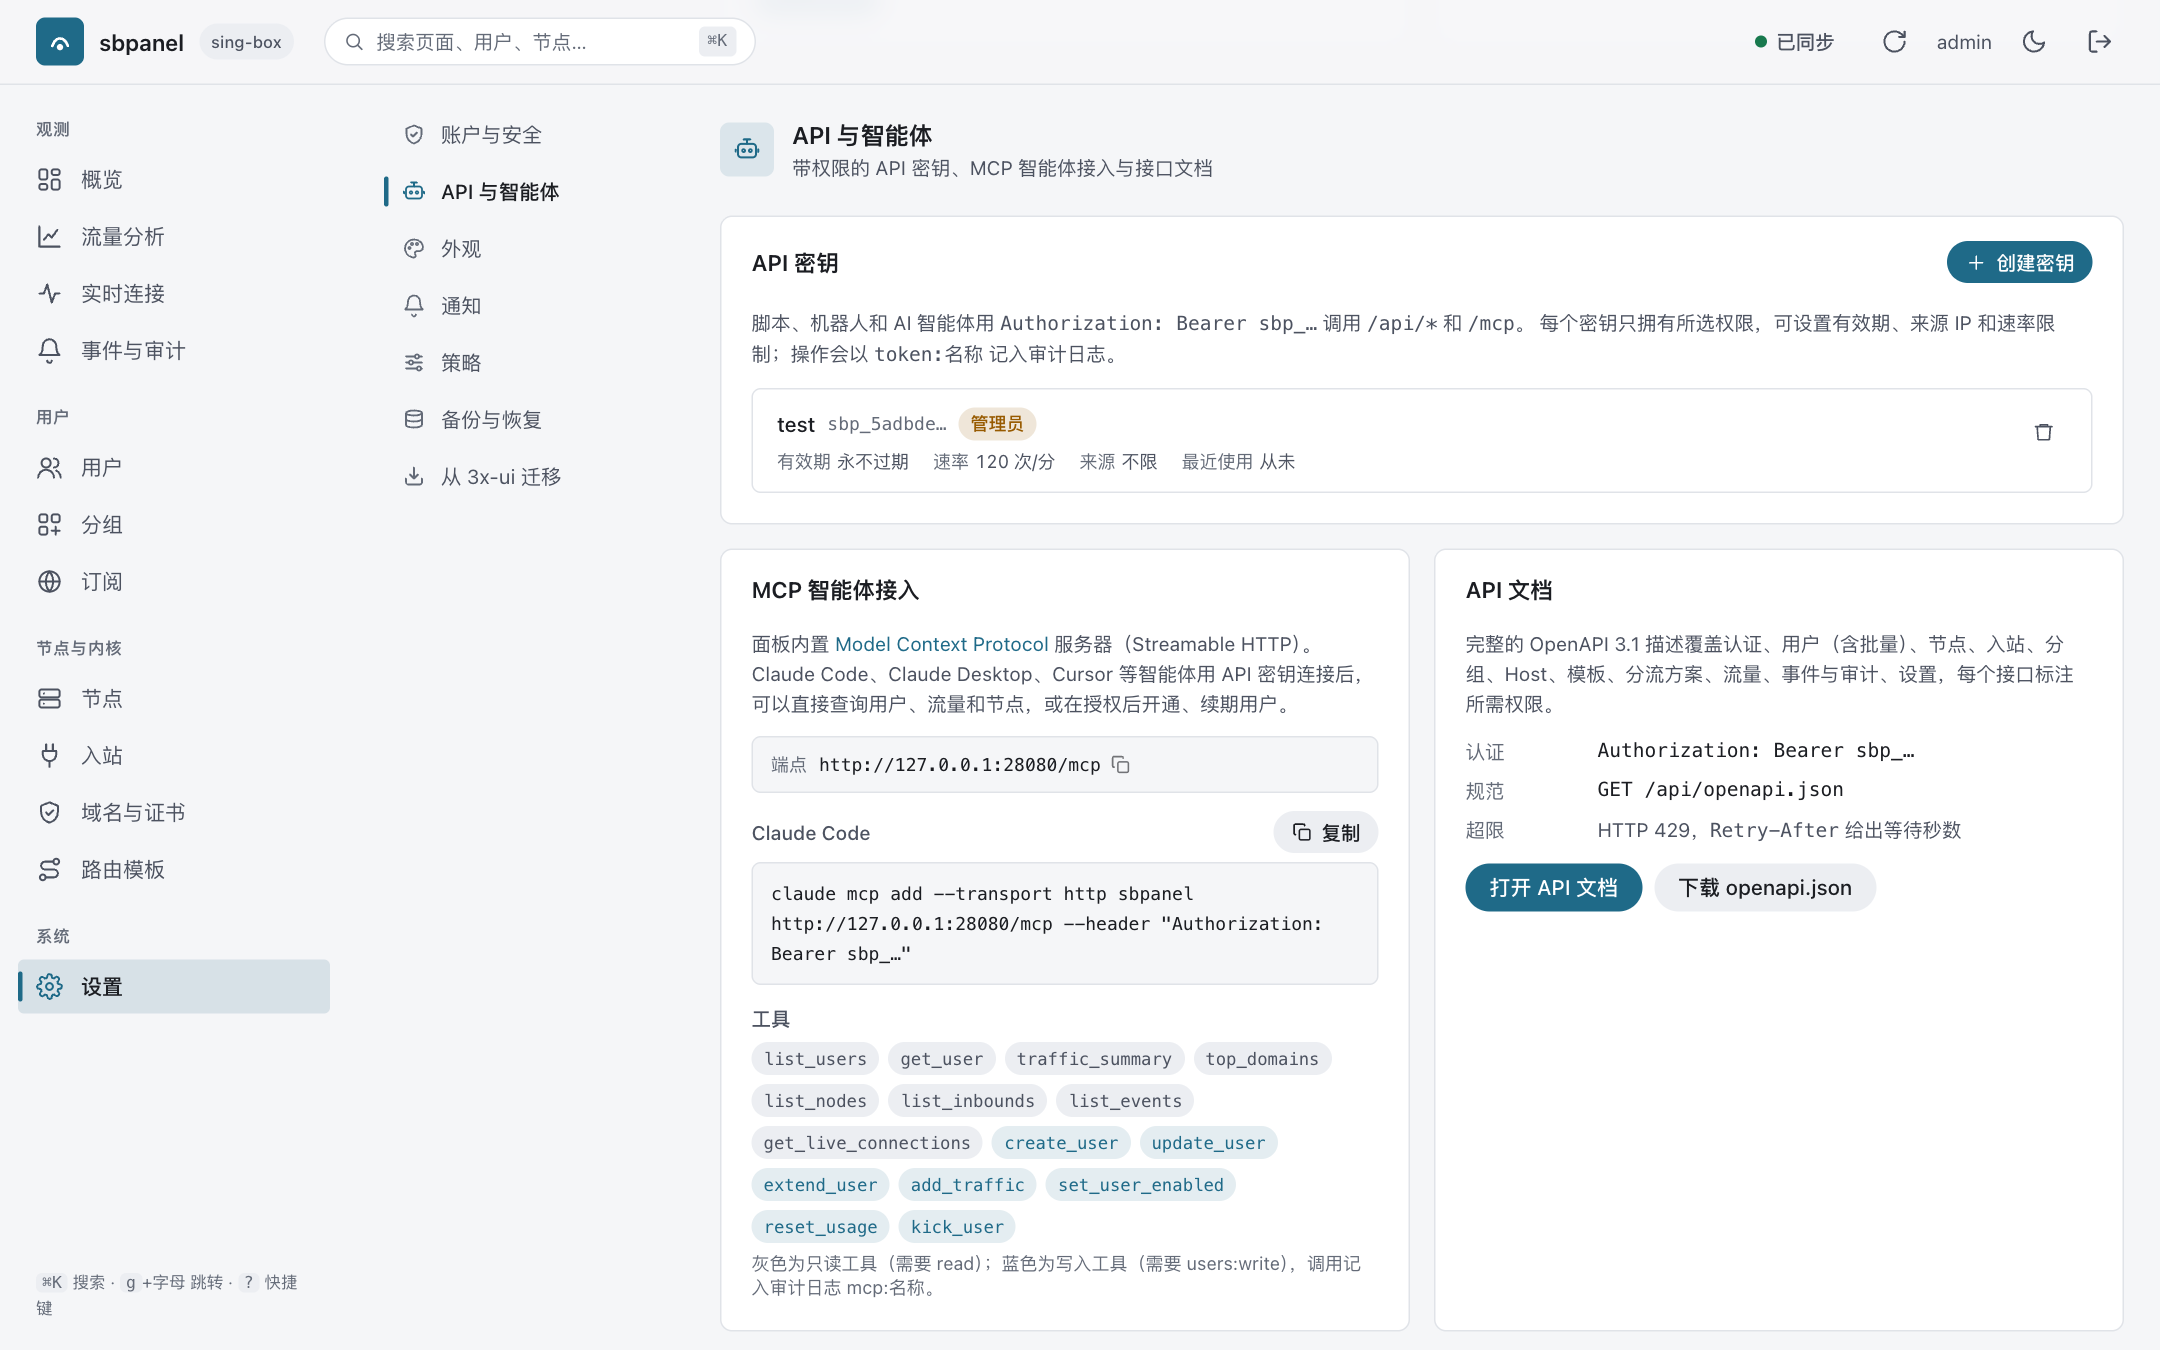 sbpanel sing-box 搜索页面、用户、节点... ⌘K 已同步 admin
观测
概览
流量分析
实时连接
事件与审计
用户
用户
分组
订阅
节点与内核
节点
入站
域名与证书
路由模板
系统
设置
⌘K 搜索 · g +字母 跳转 · ? 快捷
键
账户与安全
API 与智能体
外观
通知
策略
备份与恢复
从 3x-ui 迁移
API 与智能体
带权限的 API 密钥、MCP 智能体接入与接口文档
API 密钥
创建密钥
脚本、机器人和 AI 智能体用 Authorization: Bearer sbp_… 调用 /api/* 和 /mcp。 每个密钥只拥有所选权限，可设置有效期、来源 IP 和速率限
制；操作会以 token:名称 记入审计日志。
test sbp_5adbde… 管理员
有效期 永不过期 速率 120 次/分 来源 不限 最近使用 从未
MCP 智能体接入
面板内置 Model Context Protocol 服务器（Streamable HTTP）。
Claude Code、Claude Desktop、Cursor 等智能体用 API 密钥连接后，
可以直接查询用户、流量和节点，或在授权后开通、续期用户。
端点 http://127.0.0.1:28080/mcp
Claude Code 复制
claude mcp add --transport http sbpanel
http://127.0.0.1:28080/mcp --header "Authorization:
Bearer sbp_…"
工具
list_users get_user traffic_summary top_domains
list_nodes list_inbounds list_events
get_live_connections create_user update_user
extend_user add_traffic set_user_enabled
reset_usage kick_user
灰色为只读工具（需要 read）；蓝色为写入工具（需要 users:write），调用记
入审计日志 mcp:名称。
API 文档
完整的 OpenAPI 3.1 描述覆盖认证、用户（含批量）、节点、入站、分
组、Host、模板、分流方案、流量、事件与审计、设置，每个接口标注
所需权限。
认证 Authorization: Bearer sbp_…
规范 GET /api/openapi.json
超限 HTTP 429，Retry-After 给出等待秒数
打开 API 文档 下载 openapi.json